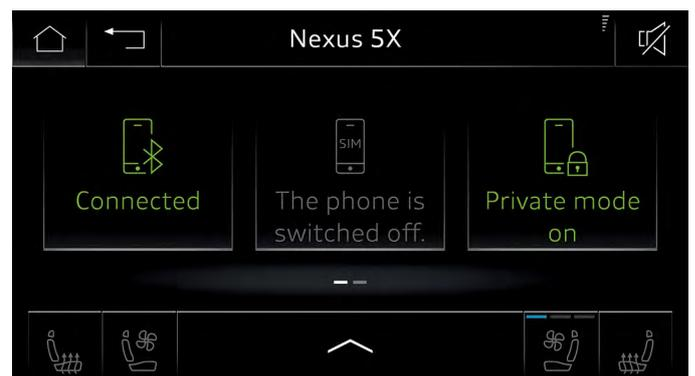 Nexus 5X
SIM
Connected
The phone is
switched off.
Private mode
on